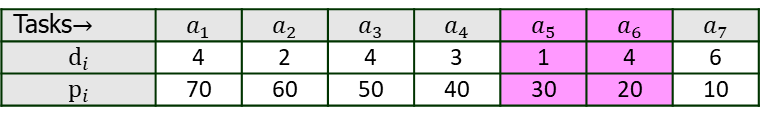 Tasks→ a₁ a₂ a₃ a₄ a₅ a₆ a₇
dᵢ 4 2 4 3 1 4 6
pᵢ 70 60 50 40 30 20 10